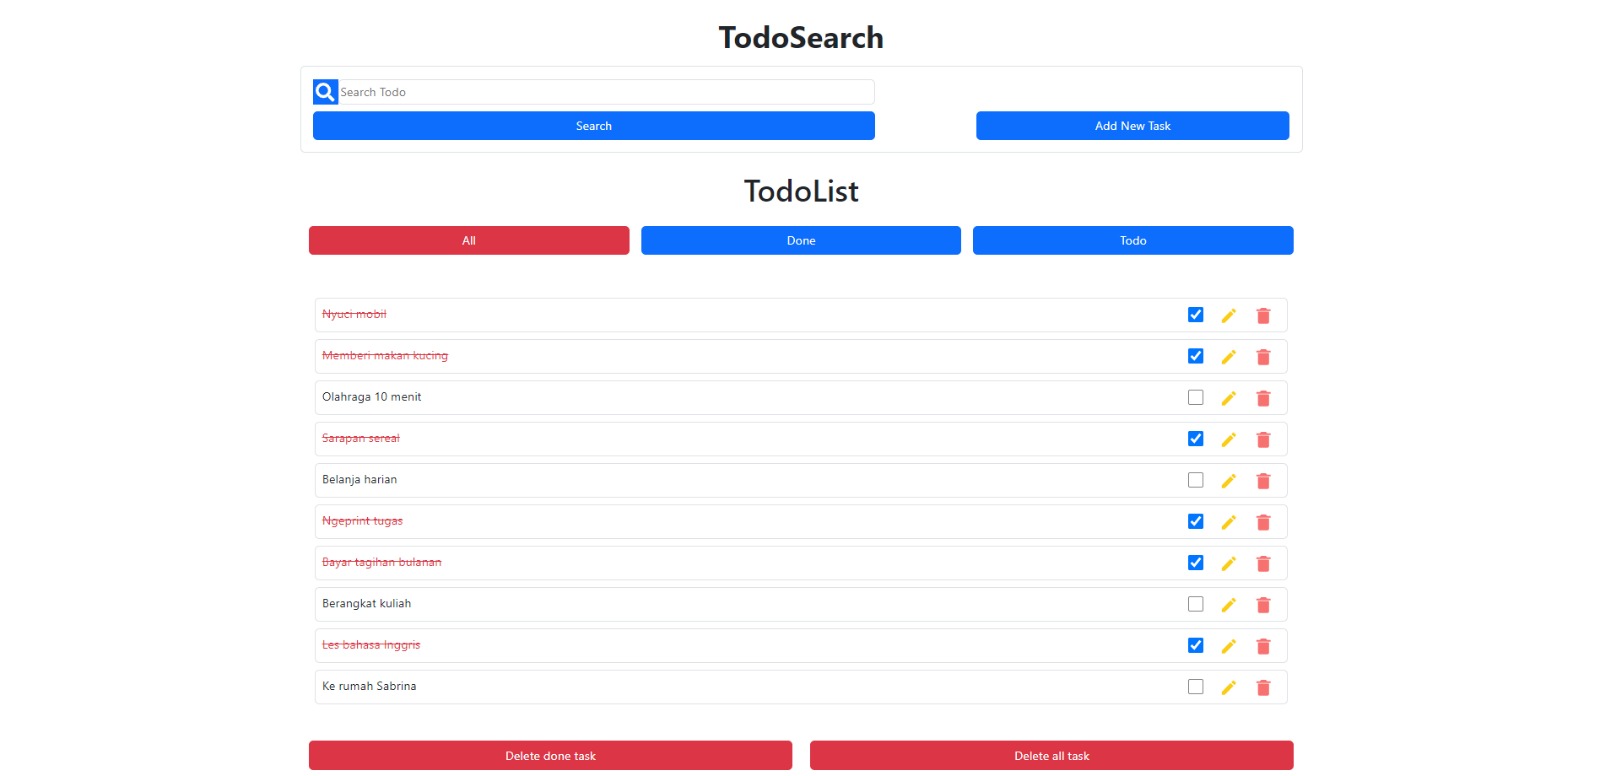 TodoSearch
Search Todo
Search
Add New Task
TodoList
All
Done
Todo
Nyuci mobil
Memberi makan kucing
Olahraga 10 menit
Sarapan sereal
Belanja harian
Ngeprint tugas
Bayar tagihan bulanan
Berangkat kuliah
Les bahasa Inggris
Ke rumah Sabrina
Delete done task
Delete all task